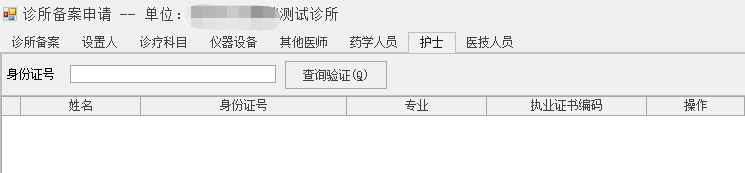 诊所备案申请 -- 单位：测试诊所
诊所备案 设置人 诊疗科目 仪器设备 其他医师 药学人员 护士 医技人员
身份证号 查询验证(Q)
姓名 身份证号 专业 执业证书编码 操作